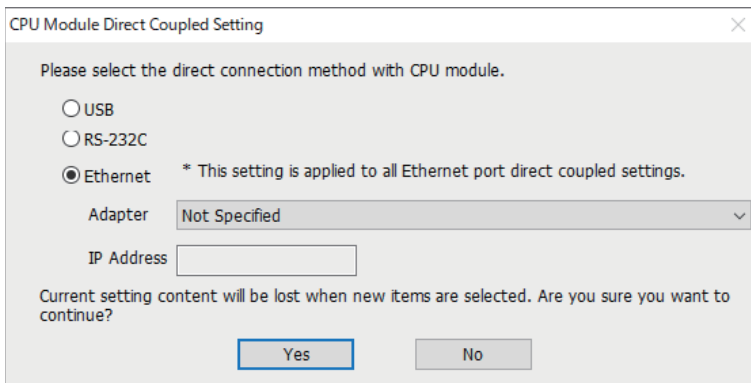 CPU Module Direct Coupled Setting
Please select the direct connection method with CPU module.
USB
RS-232C
Ethernet * This setting is applied to all Ethernet port direct coupled settings.
Adapter Not Specified
IP Address
Current setting content will be lost when new items are selected. Are you sure you want to
continue?
Yes No